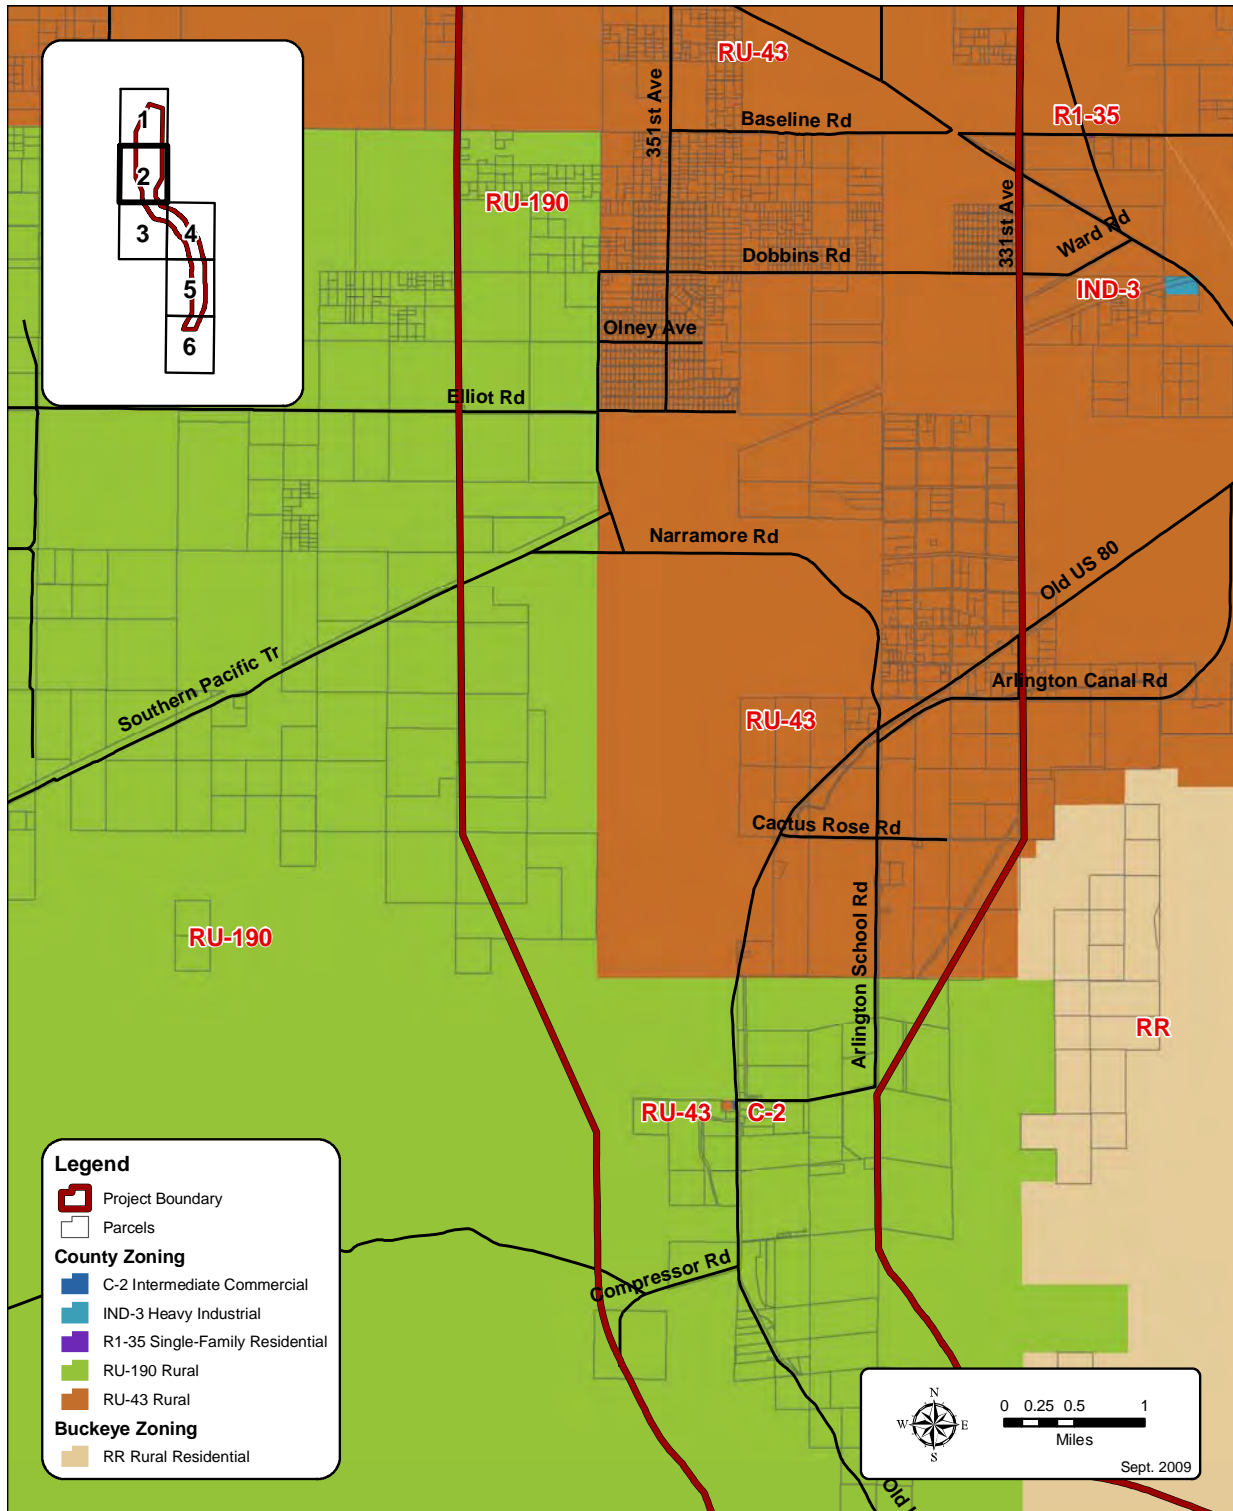 RU-43
351st Ave
Baseline Rd
R1-35
1
2
3
4
5
6
RU-190
331st Ave
Ward Rd
Dobbins Rd
IND-3
Olney Ave
Elliot Rd
Narramore Rd
Old US 80
Southern Pacific Tr
Arlington Canal Rd
RU-43
Cactus Rose Rd
Arlington School Rd
RU-190
RR
RU-43
C-2
Compressor Rd
Legend
Project Boundary
Parcels
County Zoning
C-2 Intermediate Commercial
IND-3 Heavy Industrial
R1-35 Single-Family Residential
RU-190 Rural
RU-43 Rural
Buckeye Zoning
RR Rural Residential
N
W E
S
0 0.25 0.5 1
Miles
Sept. 2009
Old